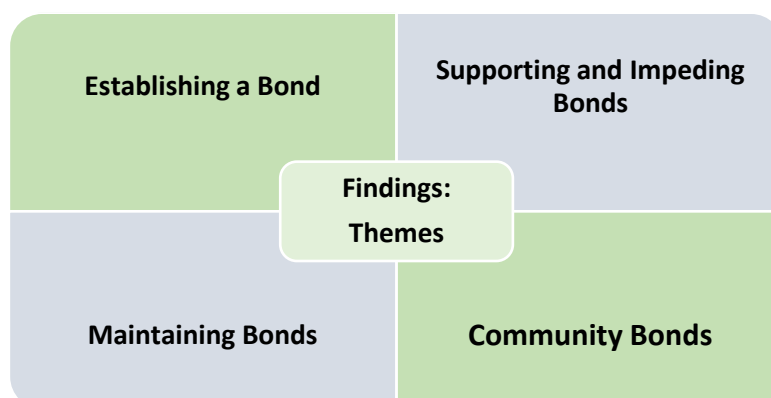 Establishing a Bond
Supporting and Impeding
Bonds
Findings:
Themes
Maintaining Bonds
Community Bonds